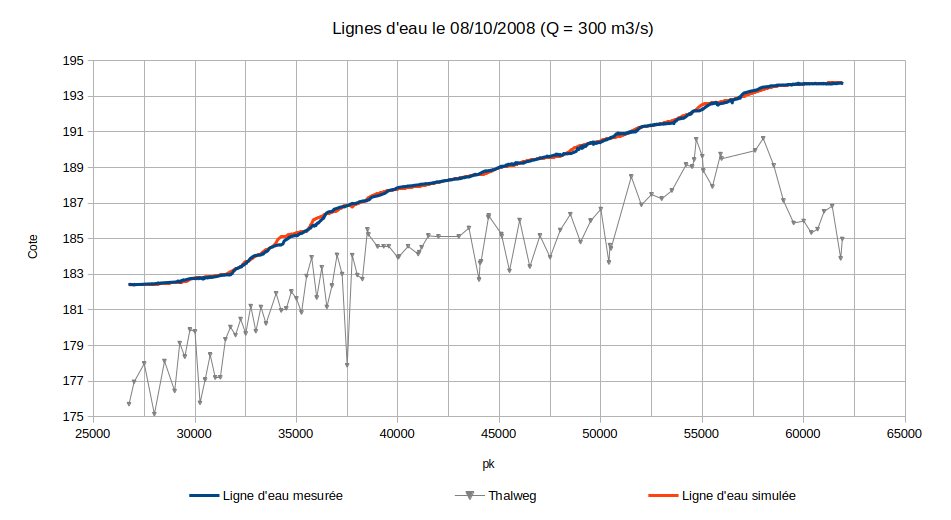 Lignes d'eau le 08/10/2008 (Q = 300 m3/s)
195
193
191
189
187
185
183
181
179
177
175
Cote
25000 30000 35000 40000 45000 50000 55000 60000 65000
pk
Ligne d'eau mesurée Thalweg Ligne d'eau simulée